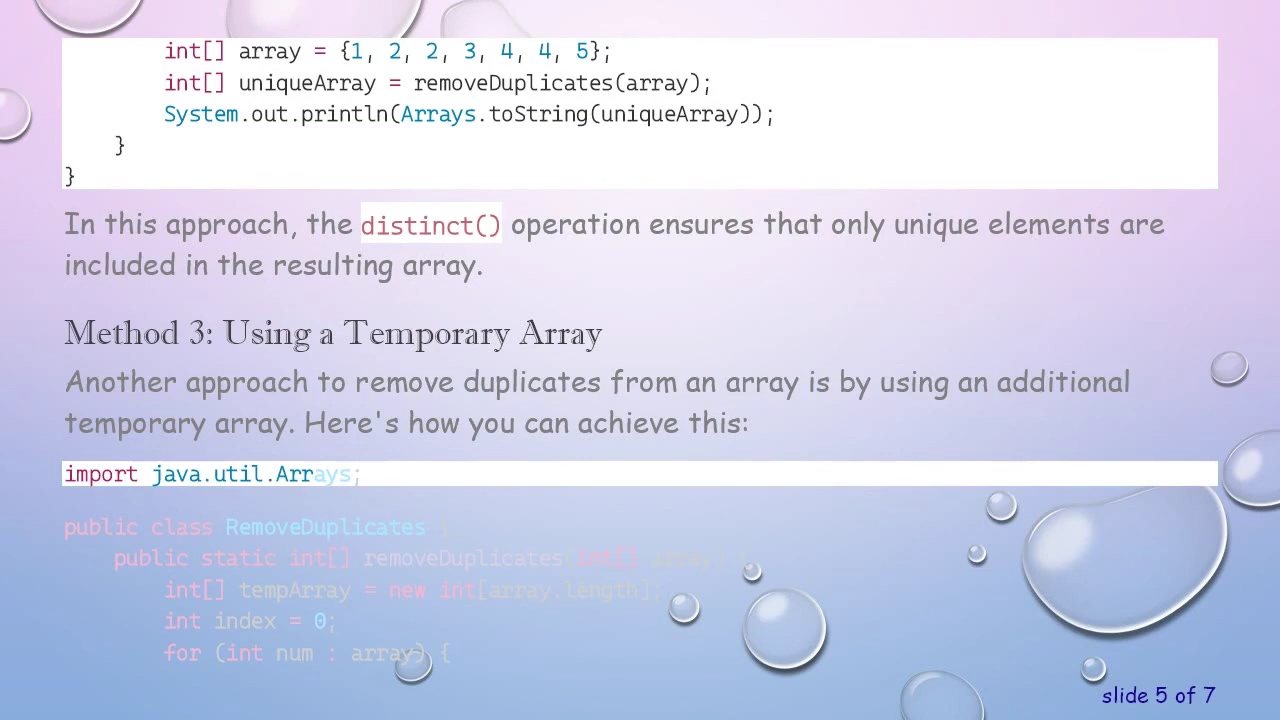 int[] array = {1, 2, 2, 3, 4, 4, 5};
int[] uniqueArray = removeDuplicates(array);
System.out.println(Arrays.toString(uniqueArray));
}
}
In this approach, the distinct() operation ensures that only unique elements are
included in the resulting array.
Method 3: Using a Temporary Array
Another approach to remove duplicates from an array is by using an additional
temporary array. Here's how you can achieve this:
import java.util.Arrays;
public class RemoveDuplicates {
public static int[] removeDuplicates(int[] array) {
int[] tempArray = new int[array.length];
int index = 0;
for (int num : array) {
slide 5 of 7